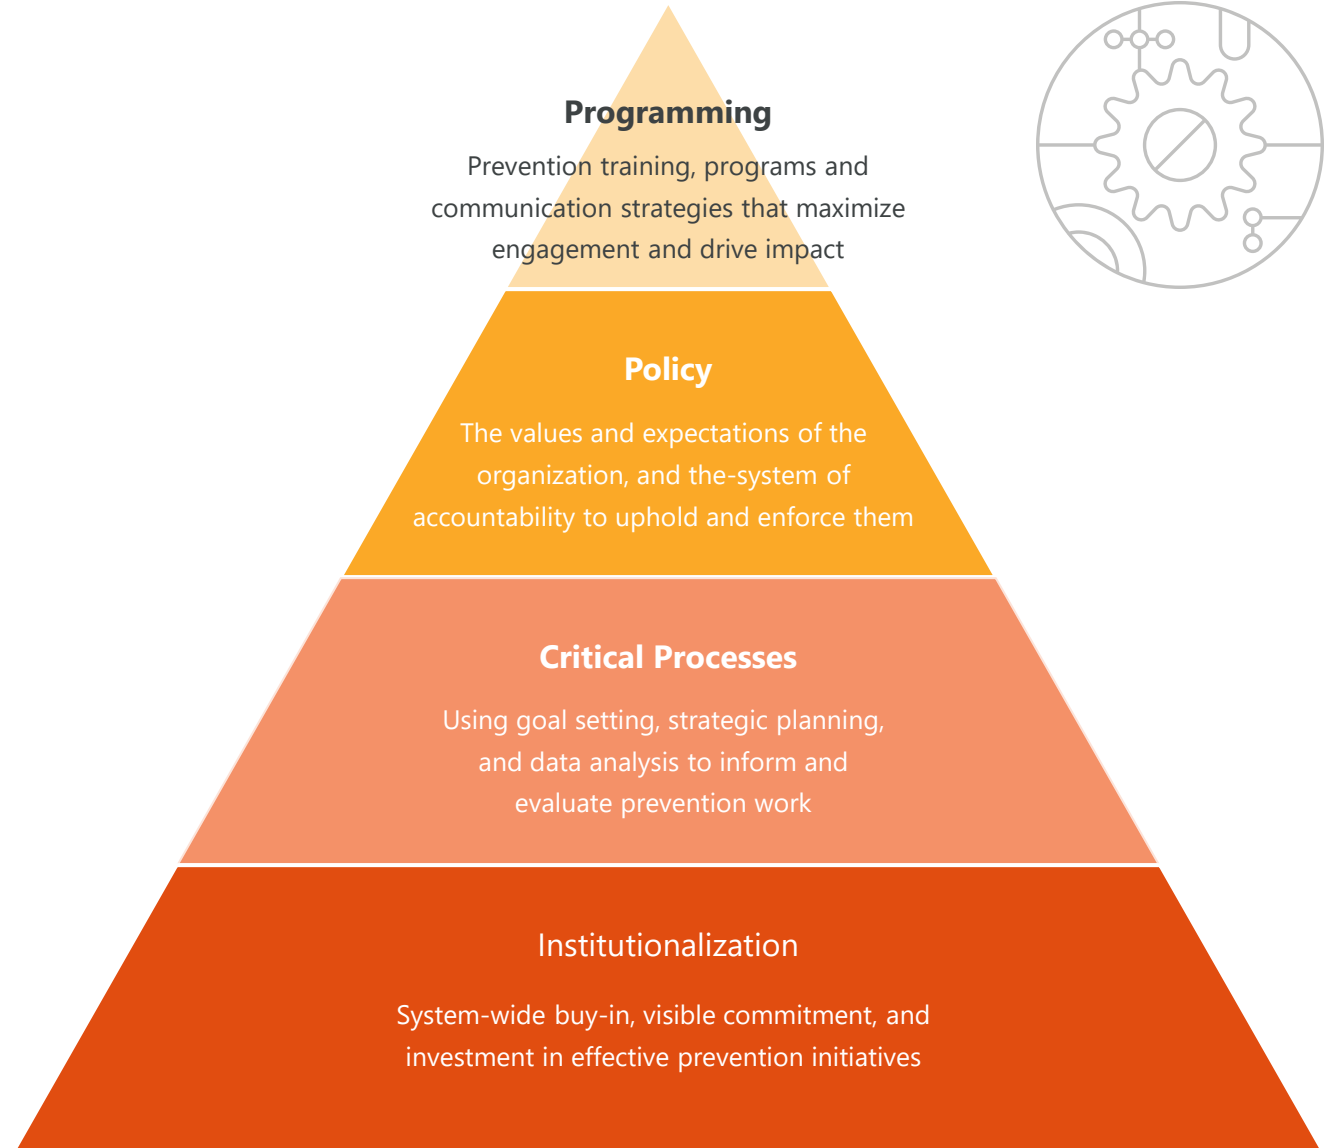 Programming
Prevention training, programs and
communication strategies that maximize
engagement and drive impact
Policy
The values and expectations of the
organization, and the-system of
accountability to uphold and enforce them
Critical Processes
Using goal setting, strategic planning,
and data analysis to inform and
evaluate prevention work
Institutionalization
System-wide buy-in, visible commitment, and
investment in effective prevention initiatives